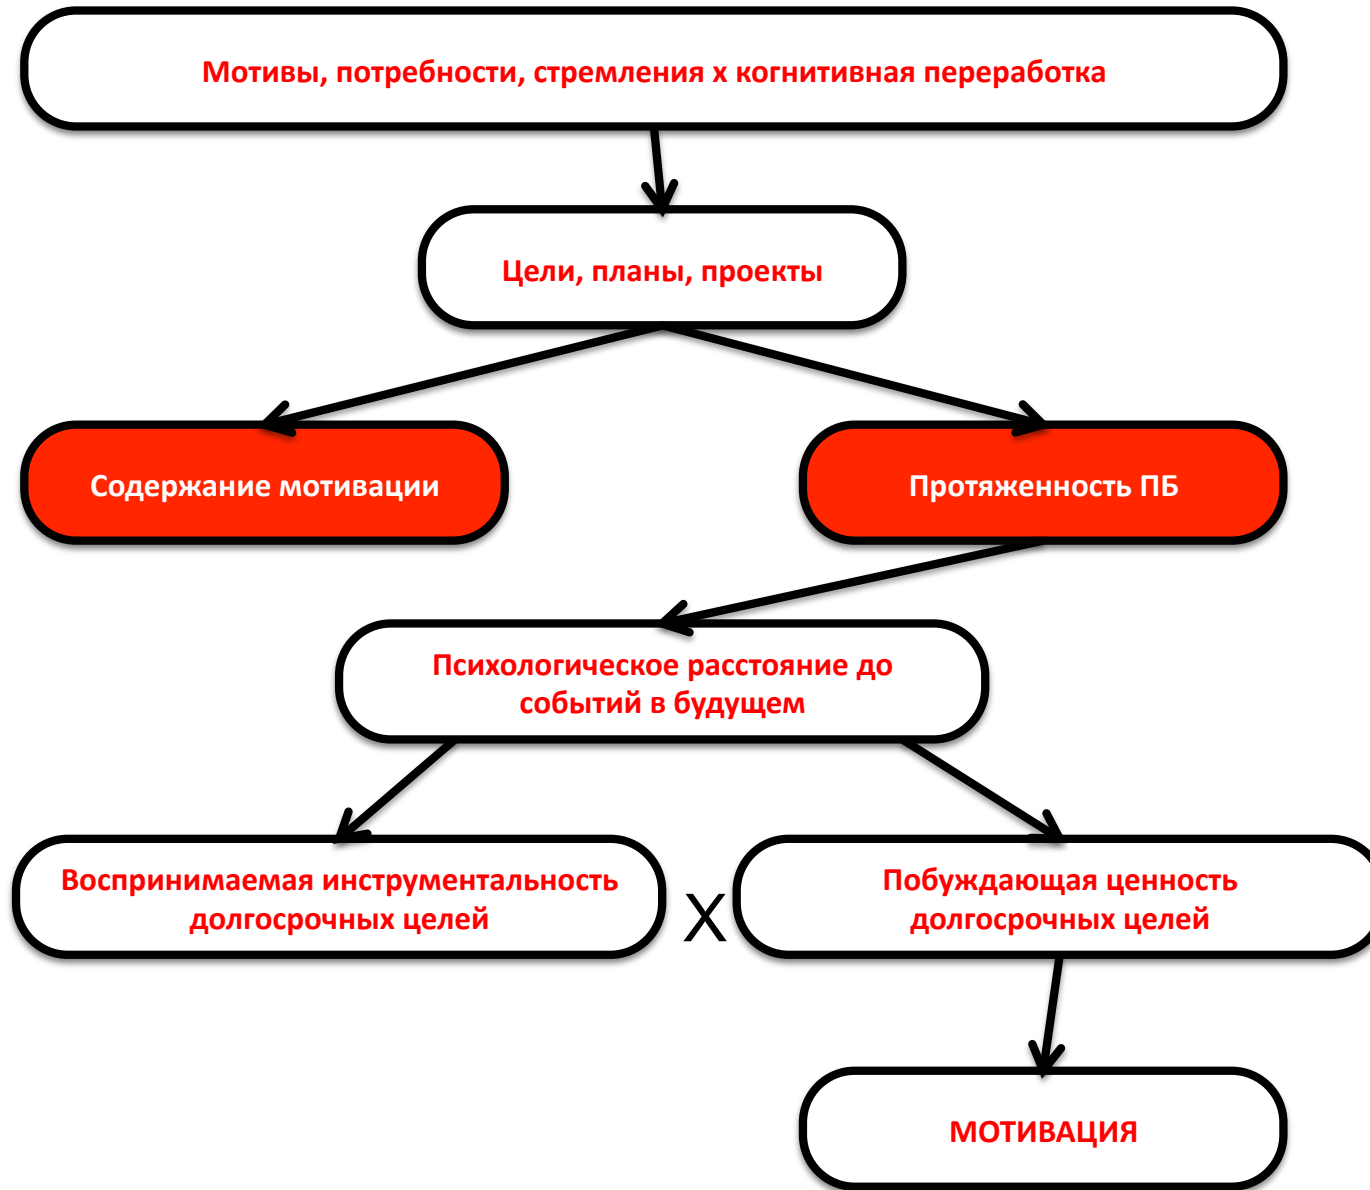 Мотивы, потребности, стремления х когнитивная переработка
Цели, планы, проекты
Содержание мотивации
Протяженность ПБ
Психологическое расстояние до
событий в будущем
Воспринимаемая инструментальность
долгосрочных целей
Х
Побуждающая ценность
долгосрочных целей
МОТИВАЦИЯ